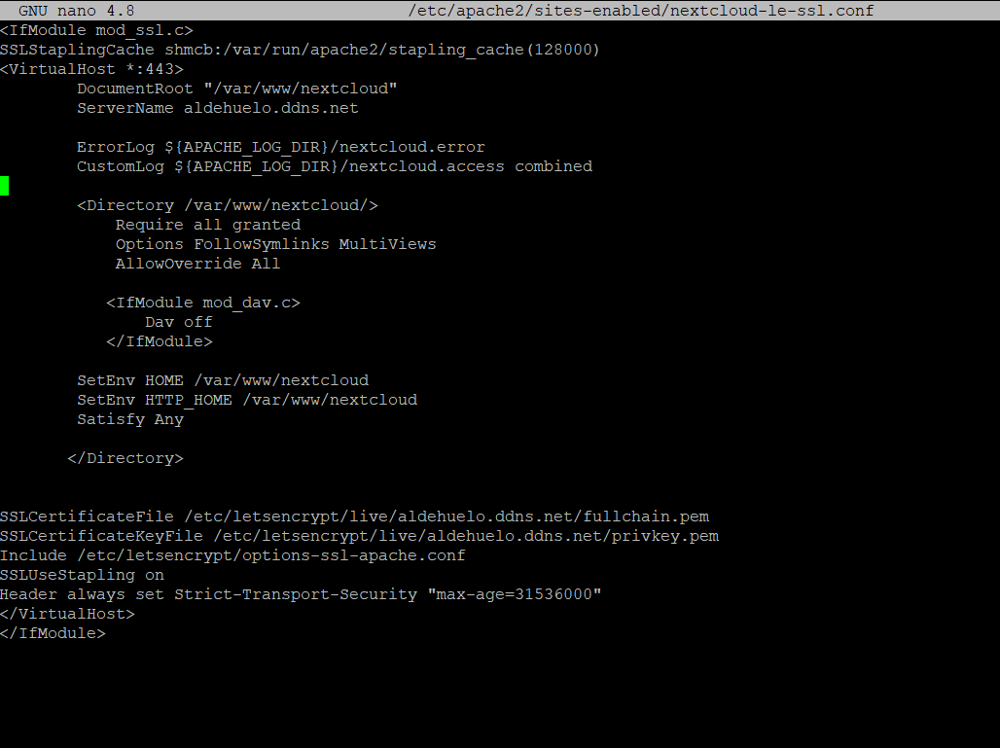 GNU nano 4.8 /etc/apache2/sites-enabled/nextcloud-le-ssl.conf
<IfModule mod_ssl.c>
SSLStaplingCache shmcb:/var/run/apache2/stapling_cache(128000)
<VirtualHost *:443>
        DocumentRoot "/var/www/nextcloud"
        ServerName aldehuelo.ddns.net

        ErrorLog ${APACHE_LOG_DIR}/nextcloud.error
        CustomLog ${APACHE_LOG_DIR}/nextcloud.access combined

        <Directory /var/www/nextcloud/>
            Require all granted
            Options FollowSymlinks MultiViews
            AllowOverride All

           <IfModule mod_dav.c>
               Dav off
           </IfModule>

        SetEnv HOME /var/www/nextcloud
        SetEnv HTTP_HOME /var/www/nextcloud
        Satisfy Any

       </Directory>


SSLCertificateFile /etc/letsencrypt/live/aldehuelo.ddns.net/fullchain.pem
SSLCertificateKeyFile /etc/letsencrypt/live/aldehuelo.ddns.net/privkey.pem
Include /etc/letsencrypt/options-ssl-apache.conf
SSLUseStapling on
Header always set Strict-Transport-Security "max-age=31536000"
</VirtualHost>
</IfModule>